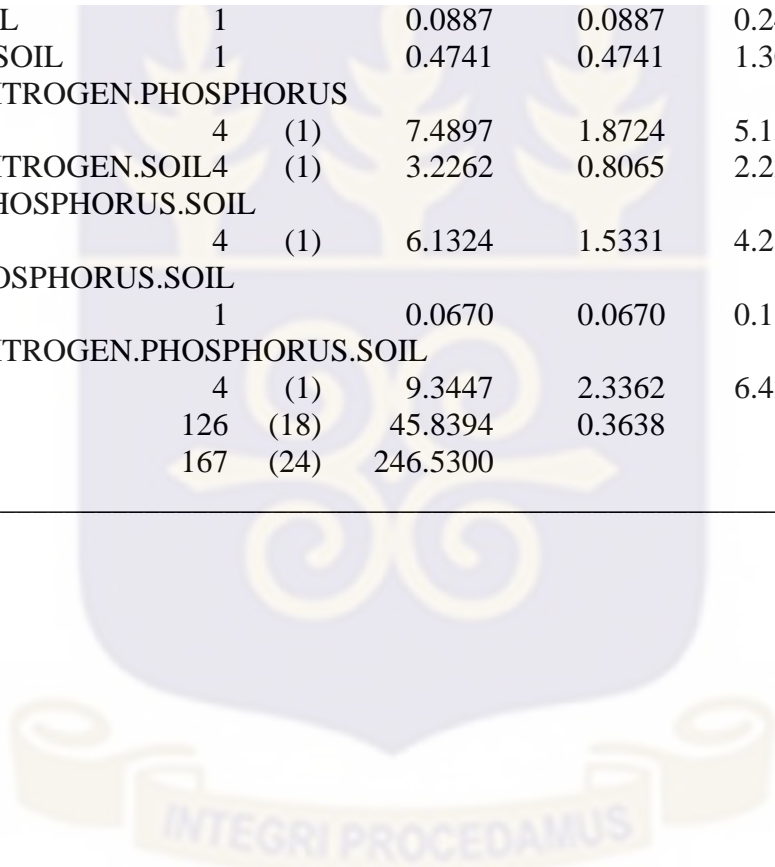 L 1 0.0887 0.0887 0.2
SOIL 1 0.4741 0.4741 1.3
ITROGEN.PHOSPHORUS
4 (1) 7.4897 1.8724 5.1
ITROGEN.SOIL4 (1) 3.2262 0.8065 2.2
HOSPHORUS.SOIL
4 (1) 6.1324 1.5331 4.2
OSPHORUS.SOIL
1 0.0670 0.0670 0.1
ITROGEN.PHOSPHORUS.SOIL
4 (1) 9.3447 2.3362 6.4
126 (18) 45.8394 0.3638
167 (24) 246.5300
INTEGRI PROCEDAMUS